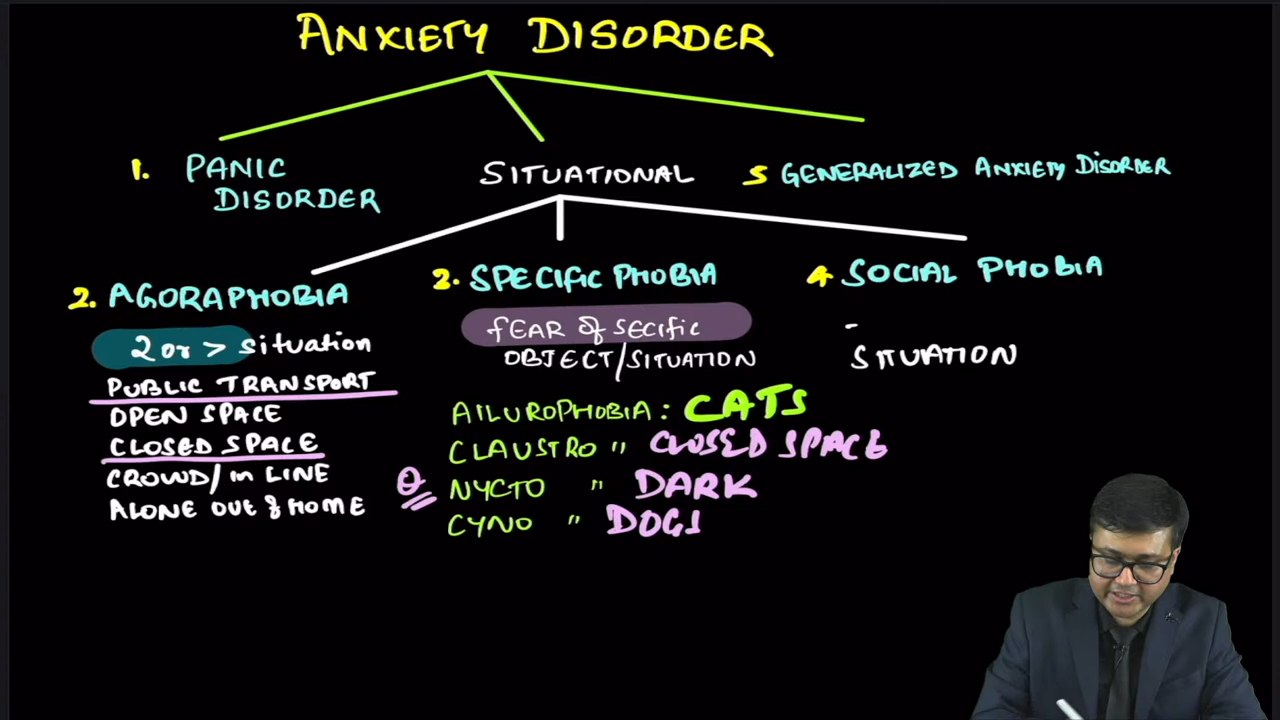 ANXIETY DISORDER
1. PANIC DISORDER
SITUATIONAL
5 GENERALIZED ANXIETY DISORDER
2. AGORAPHOBIA
2 or > situation
PUBLIC TRANSPORT
OPEN SPACE
CLOSED SPACE
CROWD/in LINE
ALONE OUT of HOME
3. SPECIFIC PHOBIA
FEAR Of SECIFIC
OBJECT/SITUATION
AILUROPHOBIA: CATS
CLAUSTRO " CLOSED SPACE
Q NYCTO " DARK
CYNO " DOGS
4 SOCIAL PHOBIA
-
SITUATION